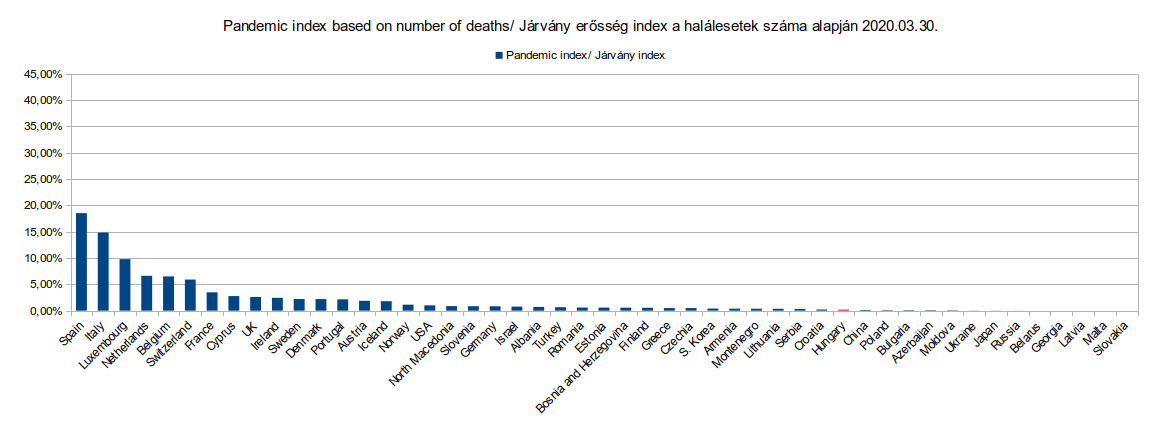 Pandemic index based on number of deaths/ Járvány erősség index a halálesetek száma alapján 2020.03.30.
Pandemic index/ Járvány index
45,00%
40,00%
35,00%
30,00%
25,00%
20,00%
15,00%
10,00%
5,00%
0,00%
Spain
Italy
Luxembourg
Netherlands
Belgium
Switzerland
France
Cyprus
UK
Ireland
Sweden
Denmark
Portugal
Austria
Iceland
Norway
USA
North Macedonia
Slovenia
Germany
Israel
Albania
Turkey
Romania
Estonia
Bosnia and Herzegovina
Finland
Greece
Czechia
S. Korea
Armenia
Montenegro
Lithuania
Serbia
Croatia
Hungary
China
Poland
Bulgaria
Azerbaijan
Moldova
Ukraine
Japan
Russia
Belatus
Georgia
Latvia
Malta
Slovakia